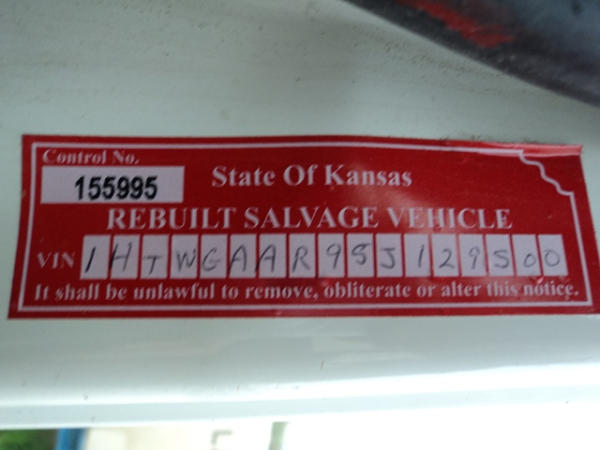 Control No.
155995
State Of Kansas
REBUILT SALVAGE VEHICLE
VIN 1HTWGAAR95J129500
It shall be unlawful to remove, obliterate or alter this notice.